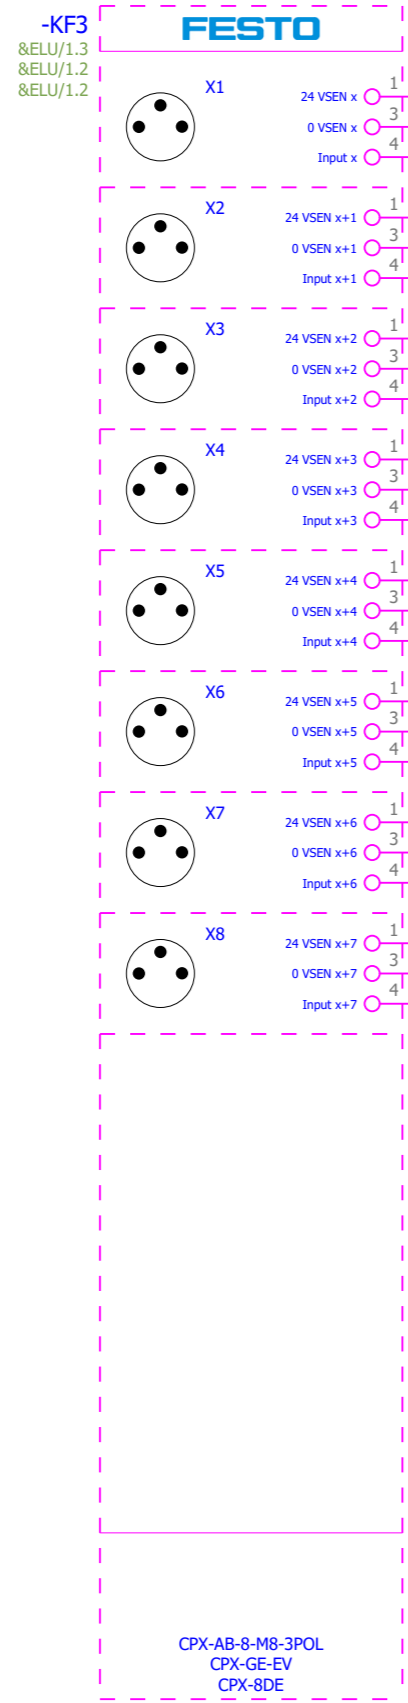 -KF3
FESTO
&ELU/1.3
&ELU/1.2
&ELU/1.2
X1
24 VSEN x 1
0 VSEN x 3
Input x 4
X2
24 VSEN x+1 1
0 VSEN x+1 3
Input x+1 4
X3
24 VSEN x+2 1
0 VSEN x+2 3
Input x+2 4
X4
24 VSEN x+3 1
0 VSEN x+3 3
Input x+3 4
X5
24 VSEN x+4 1
0 VSEN x+4 3
Input x+4 4
X6
24 VSEN x+5 1
0 VSEN x+5 3
Input x+5 4
X7
24 VSEN x+6 1
0 VSEN x+6 3
Input x+6 4
X8
24 VSEN x+7 1
0 VSEN x+7 3
Input x+7 4
CPX-AB-8-M8-3POL
CPX-GE-EV
CPX-8DE